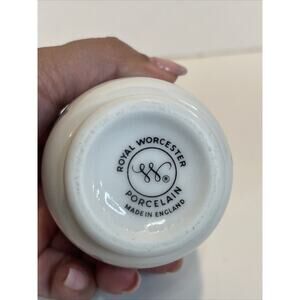 ROYAL WORCESTER
W®
PORCELAIN
MADE IN ENGLAND